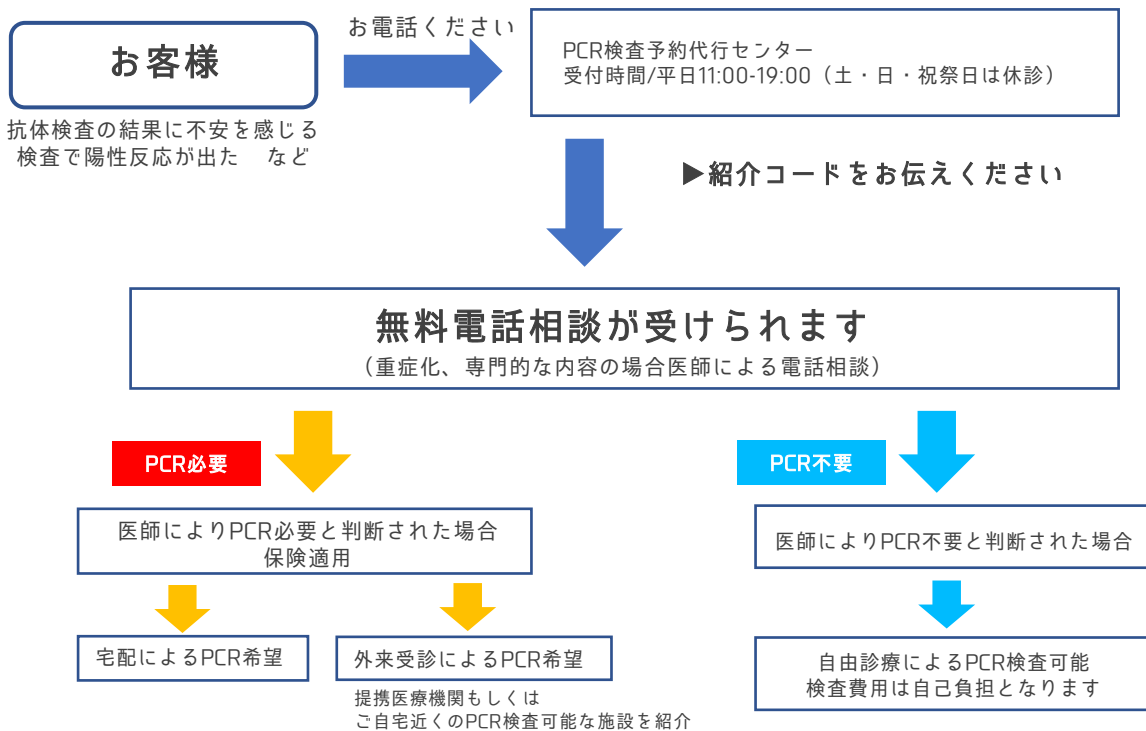 お客様
お電話ください
PCR検査予約代行センター
受付時間/平日11:00-19:00（土・日・祝祭日は休診）
抗体検査の結果に不安を感じる
検査で陽性反応が出た　など
▶紹介コードをお伝えください
無料電話相談が受けられます
（重症化、専門的な内容の場合医師による電話相談）
PCR必要
PCR不要
医師によりPCR必要と判断された場合
保険適用
医師によりPCR不要と判断された場合
宅配によるPCR希望
外来受診によるPCR希望
提携医療機関もしくは
ご自宅近くのPCR検査可能な施設を紹介
自由診療によるPCR検査可能
検査費用は自己負担となります